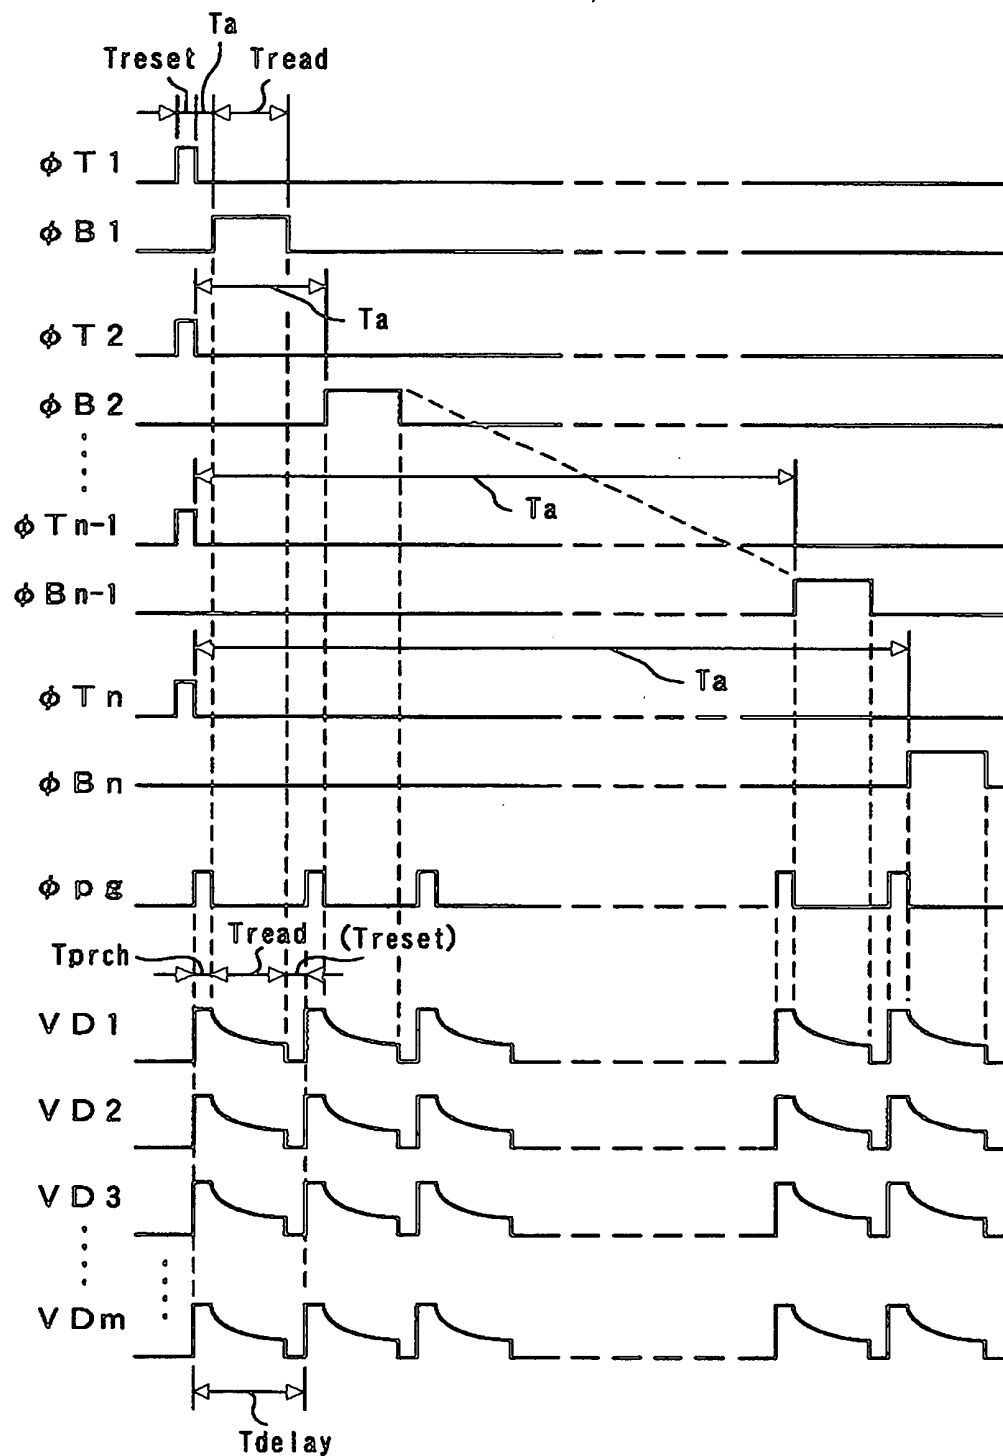 Ta
Treset Tread
φT1
φB1
Ta
φT2
φB2
Ta
φTn-1
φBn-1
Ta
φTn
φBn
φpg
Tprch Tread (Treset)
VD1
VD2
VD3
VDm
Tdelay